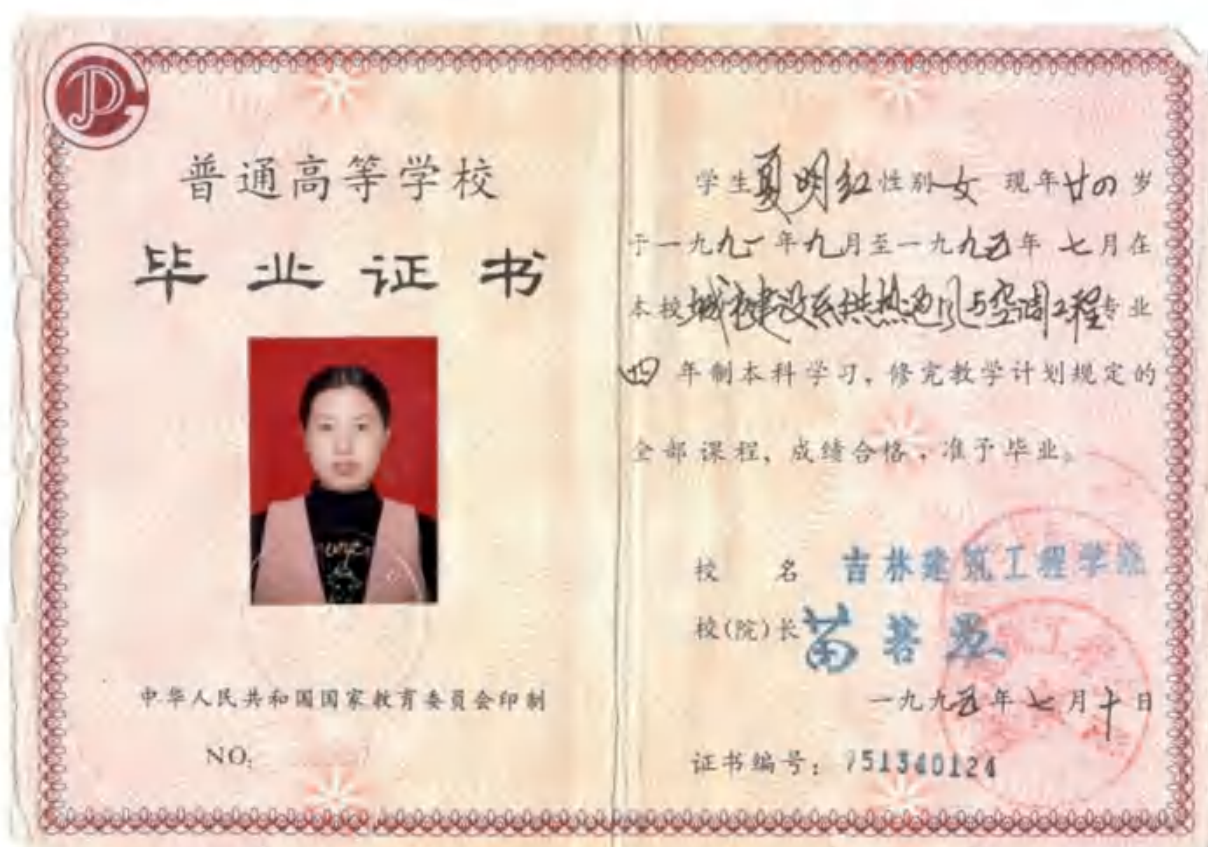 普通高等学校
毕业证书
中华人民共和国国家教育委员会印制
NO:
学生夏明红性别女 现年廿四岁
于一九九一年九月至一九九五年 七月在
本校城市建设系供热通风与空调工程专业
四年制本科学习，修完教学计划规定的
全部课程，成绩合格，准予毕业。
校 名 吉林建筑工程学院
校(院)长
一九九五年七月十日
证书编号：